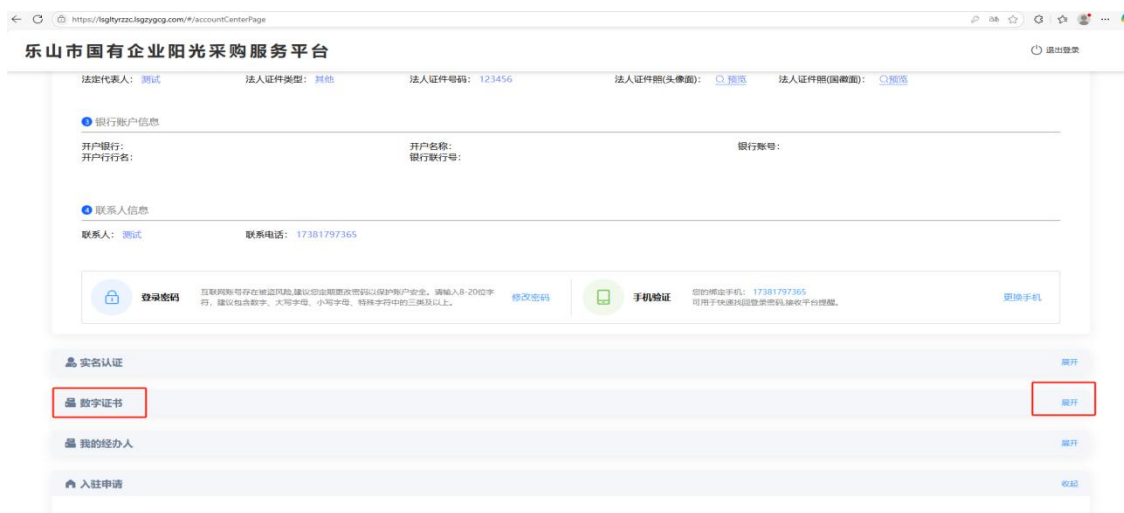 https://lsgltyrzzc.lsgzygcg.com/#/accountCenterPage
乐山市国有企业阳光采购服务平台
退出登录
法定代表人： 测试 法人证件类型： 其他 法人证件号码： 123456 法人证件照(头像面)： 预览 法人证件照(国徽面)： 预览
3 银行账户信息
开户银行： 开户名称： 银行账号：
开户行行名： 银行联行号：
4 联系人信息
联系人： 测试 联系电话： 17381797365
登录密码 互联网账号存在被盗风险,建议您定期更改密码以保护账户安全。请输入8-20位字
符，建议包含数字、大写字母、小写字母、特殊字符中的三类及以上。 修改密码
手机验证 您的绑定手机： 17381797365
可用于快速找回登录密码,接收平台提醒。 更换手机
实名认证 展开
数字证书 展开
我的经办人 展开
入驻申请 收起